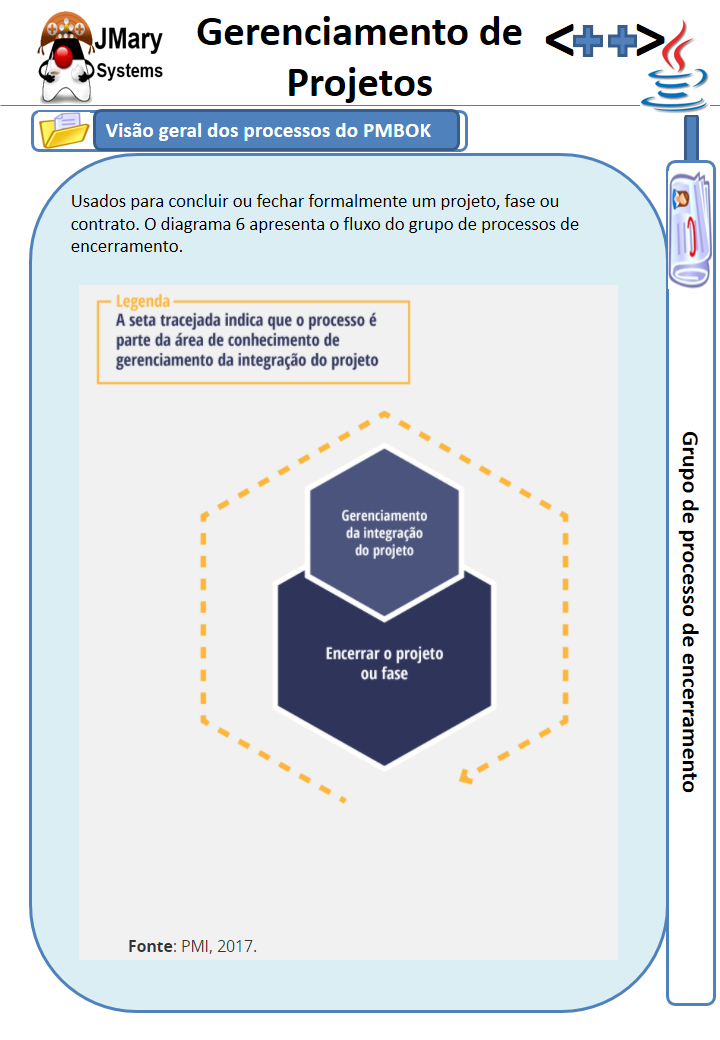 JMary
Systems
Gerenciamento de
Projetos
<++>
Visão geral dos processos do PMBOK
Usados para concluir ou fechar formalmente um projeto, fase ou
contrato. O diagrama 6 apresenta o fluxo do grupo de processos de
encerramento.
Legenda
A seta tracejada indica que o processo é
parte da área de conhecimento de
gerenciamento da integração do projeto
Gerenciamento
da integração
do projeto
Encerrar o projeto
ou fase
Fonte: PMI, 2017.
Grupo de processo de encerramento